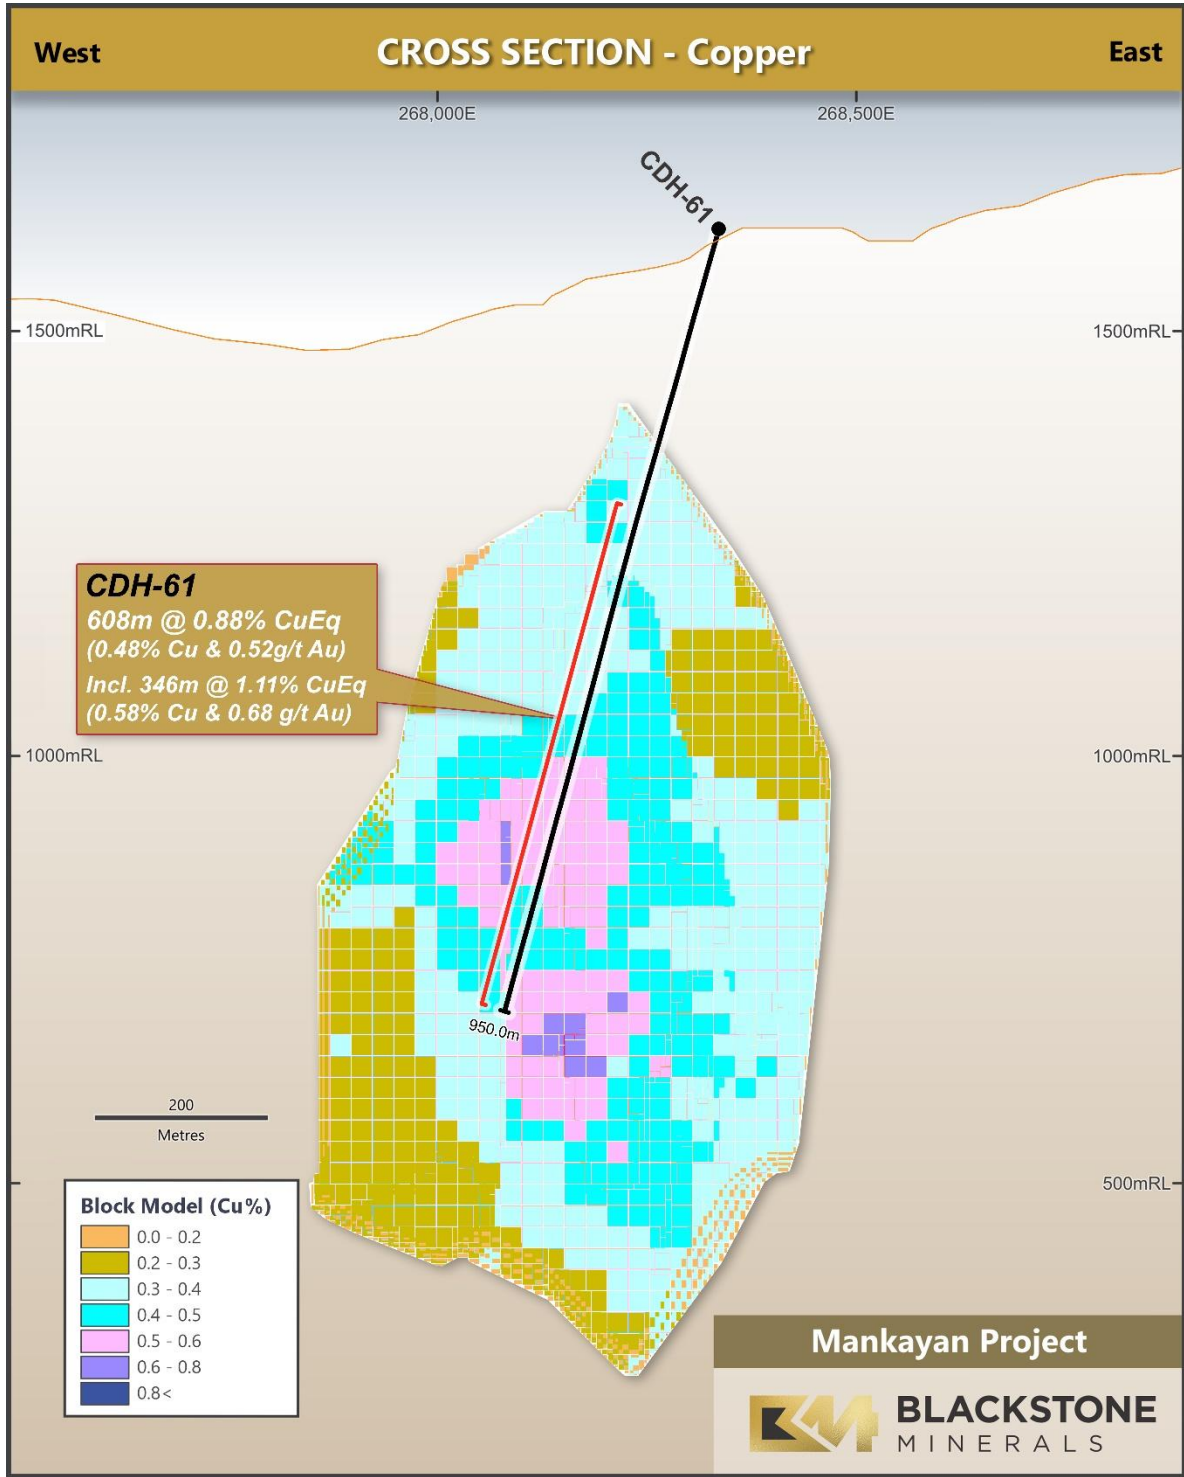 West
CROSS SECTION - Copper
East
268,000E
268,500E
CDH-61
1500mRL
1500mRL
CDH-61
608m @ 0.88% CuEq
(0.48% Cu & 0.52g/t Au)
Incl. 346m @ 1.11% CuEq
(0.58% Cu & 0.68 g/t Au)
1000mRL
1000mRL
950.0m
200
Metres
500mRL
Block Model (Cu%)
0.0 - 0.2
0.2 - 0.3
0.3 - 0.4
0.4 - 0.5
0.5 - 0.6
0.6 - 0.8
0.8<
Mankayan Project
BLACKSTONE
MINERALS